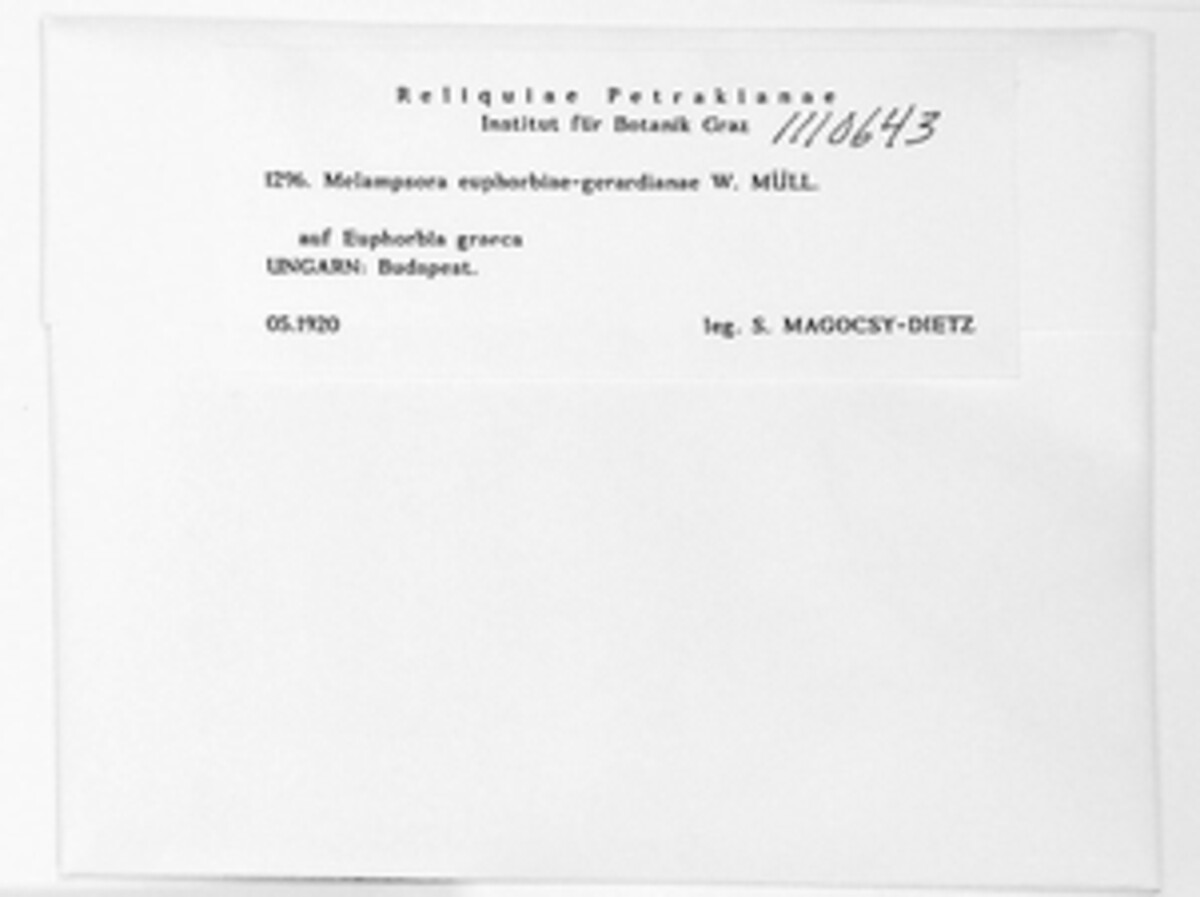 Reliquiae Petrakianae
Institut für Botanik Graz 1110643
1296. Melampsora euphorbiae-gerardianae W. MÜLL.
auf Euphorbia graeca
UNGARN: Budapest.
05.1920 leg. S. MAGOCSY-DIETZ